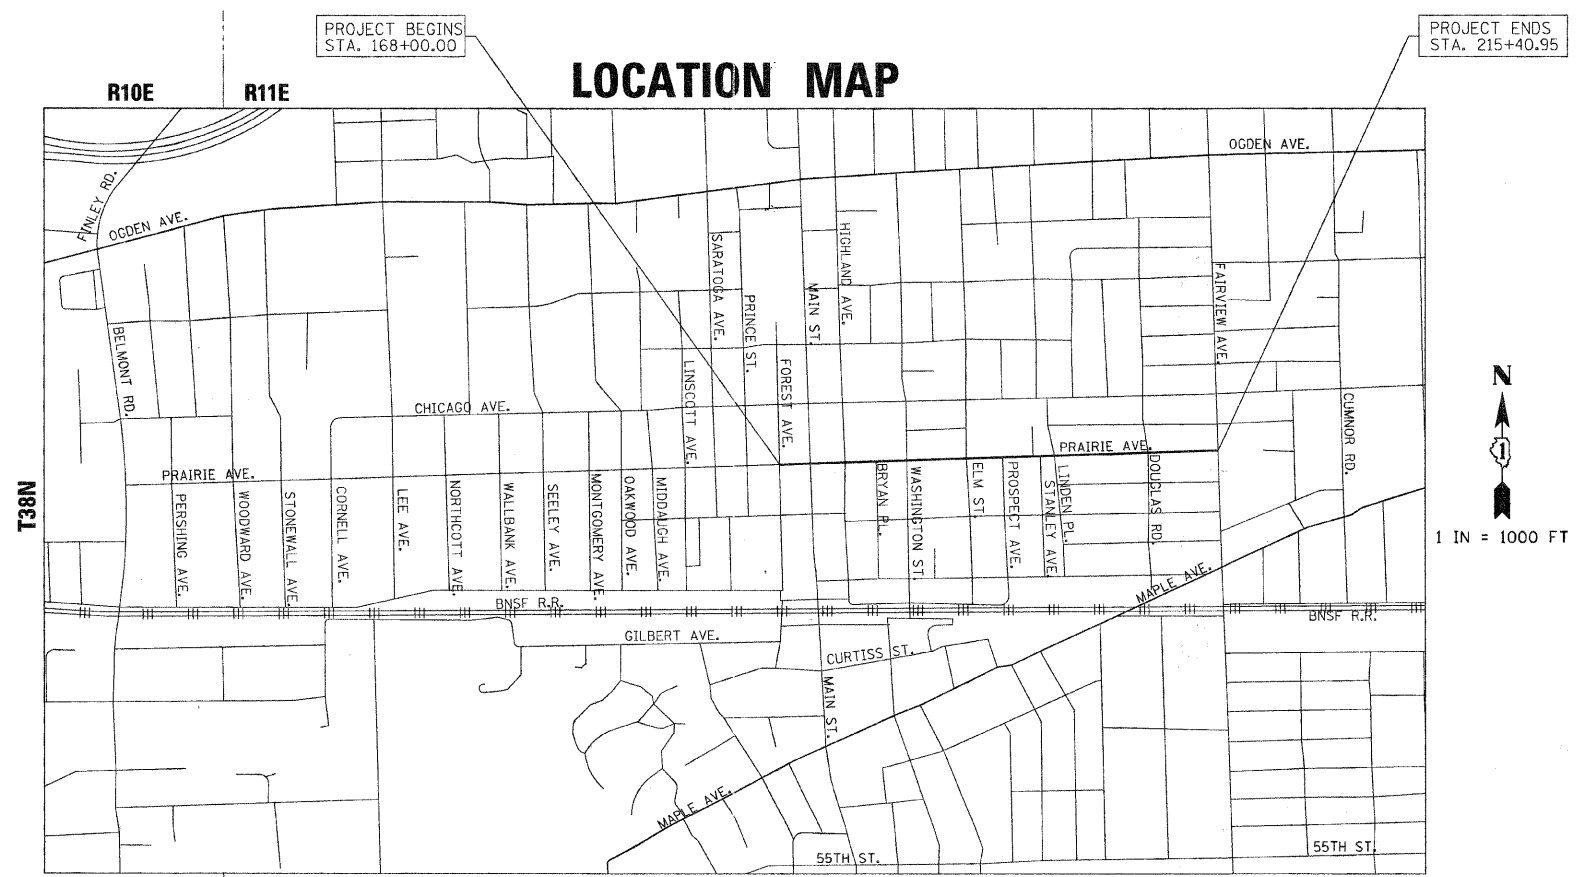 PROJECT BEGINS
STA. 168+00.00
PROJECT ENDS
STA. 215+40.95
LOCATION MAP
R10E
R11E
OGDEN AVE.
FINLEY RD.
OGDEN AVE.
SARATOGA AVE.
HIGHLAND AVE.
FAIRVIEW AVE.
MAIN ST.
PRINCE ST.
BELMONT RD.
LINSCOTT AVE.
FOREST AVE.
N
CUMNOR RD.
CHICAGO AVE.
PRAIRIE AVE.
1
PRAIRIE AVE.
T38N
PERSHING AVE.
WOODWARD AVE.
STONEWALL AVE.
CORNELL AVE.
LEE AVE.
NORTHCOTT AVE.
WALLBANK AVE.
SEELEY AVE.
MONTGOMERY AVE.
OAKWOOD AVE.
MIDDAUGH AVE.
BRYAN PL.
WASHINGTON ST.
ELM ST.
PROSPECT AVE.
STANLEY AVE.
LINDEN PL.
DOUGLAS RD.
1 IN = 1000 FT
MAPLE AVE.
BNSF R.R.
BNSF R.R.
GILBERT AVE.
CURTISS ST.
MAIN ST.
MAPLE AVE.
55TH ST.
55TH ST.